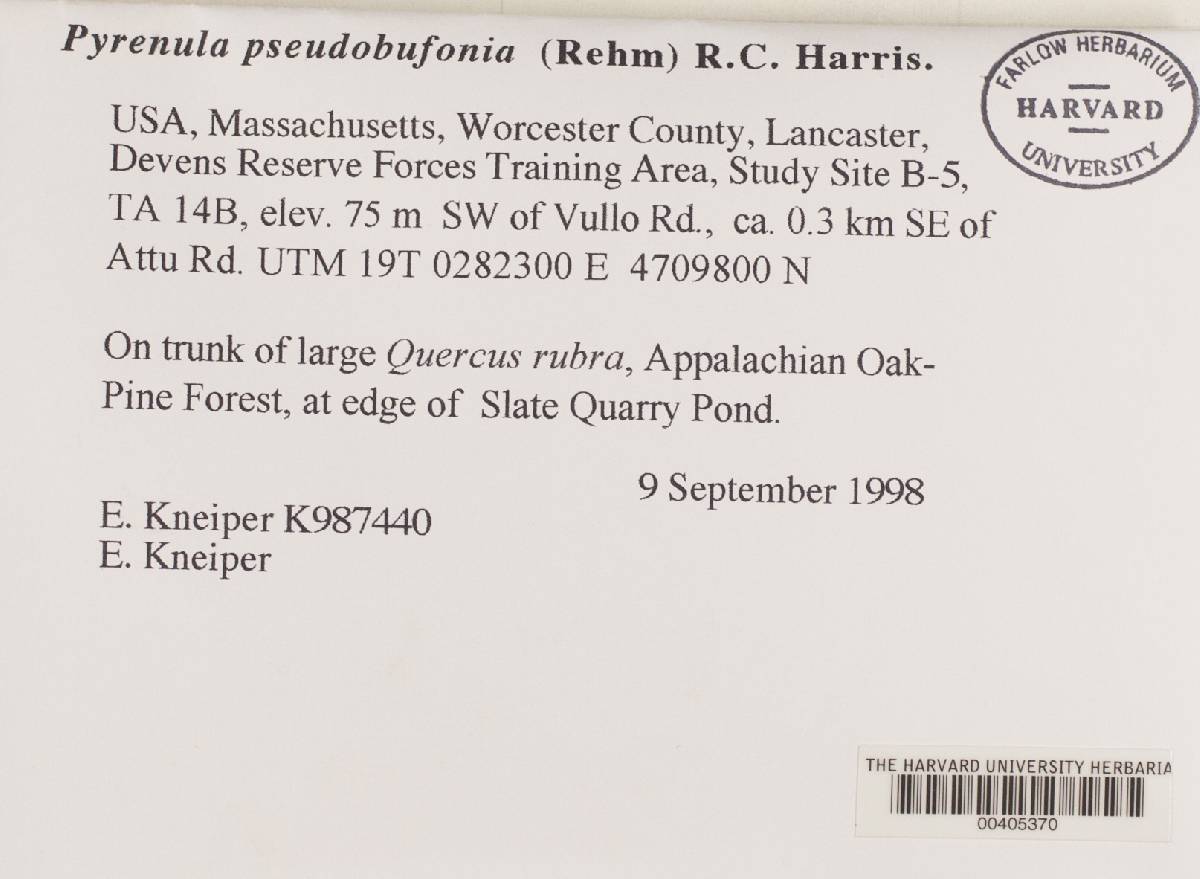 Pyrenula pseudobufonia (Rehm) R.C. Harris.
FARLOW HERBARIUM
HARVARD
UNIVERSITY
USA, Massachusetts, Worcester County, Lancaster,
Devens Reserve Forces Training Area, Study Site B-5,
TA 14B, elev. 75 m SW of Vullo Rd., ca. 0.3 km SE of
Attu Rd. UTM 19T 0282300 E 4709800 N
On trunk of large Quercus rubra, Appalachian Oak-
Pine Forest, at edge of Slate Quarry Pond.
9 September 1998
E. Kneiper K987440
E. Kneiper
THE HARVARD UNIVERSITY HERBARIA
00405370